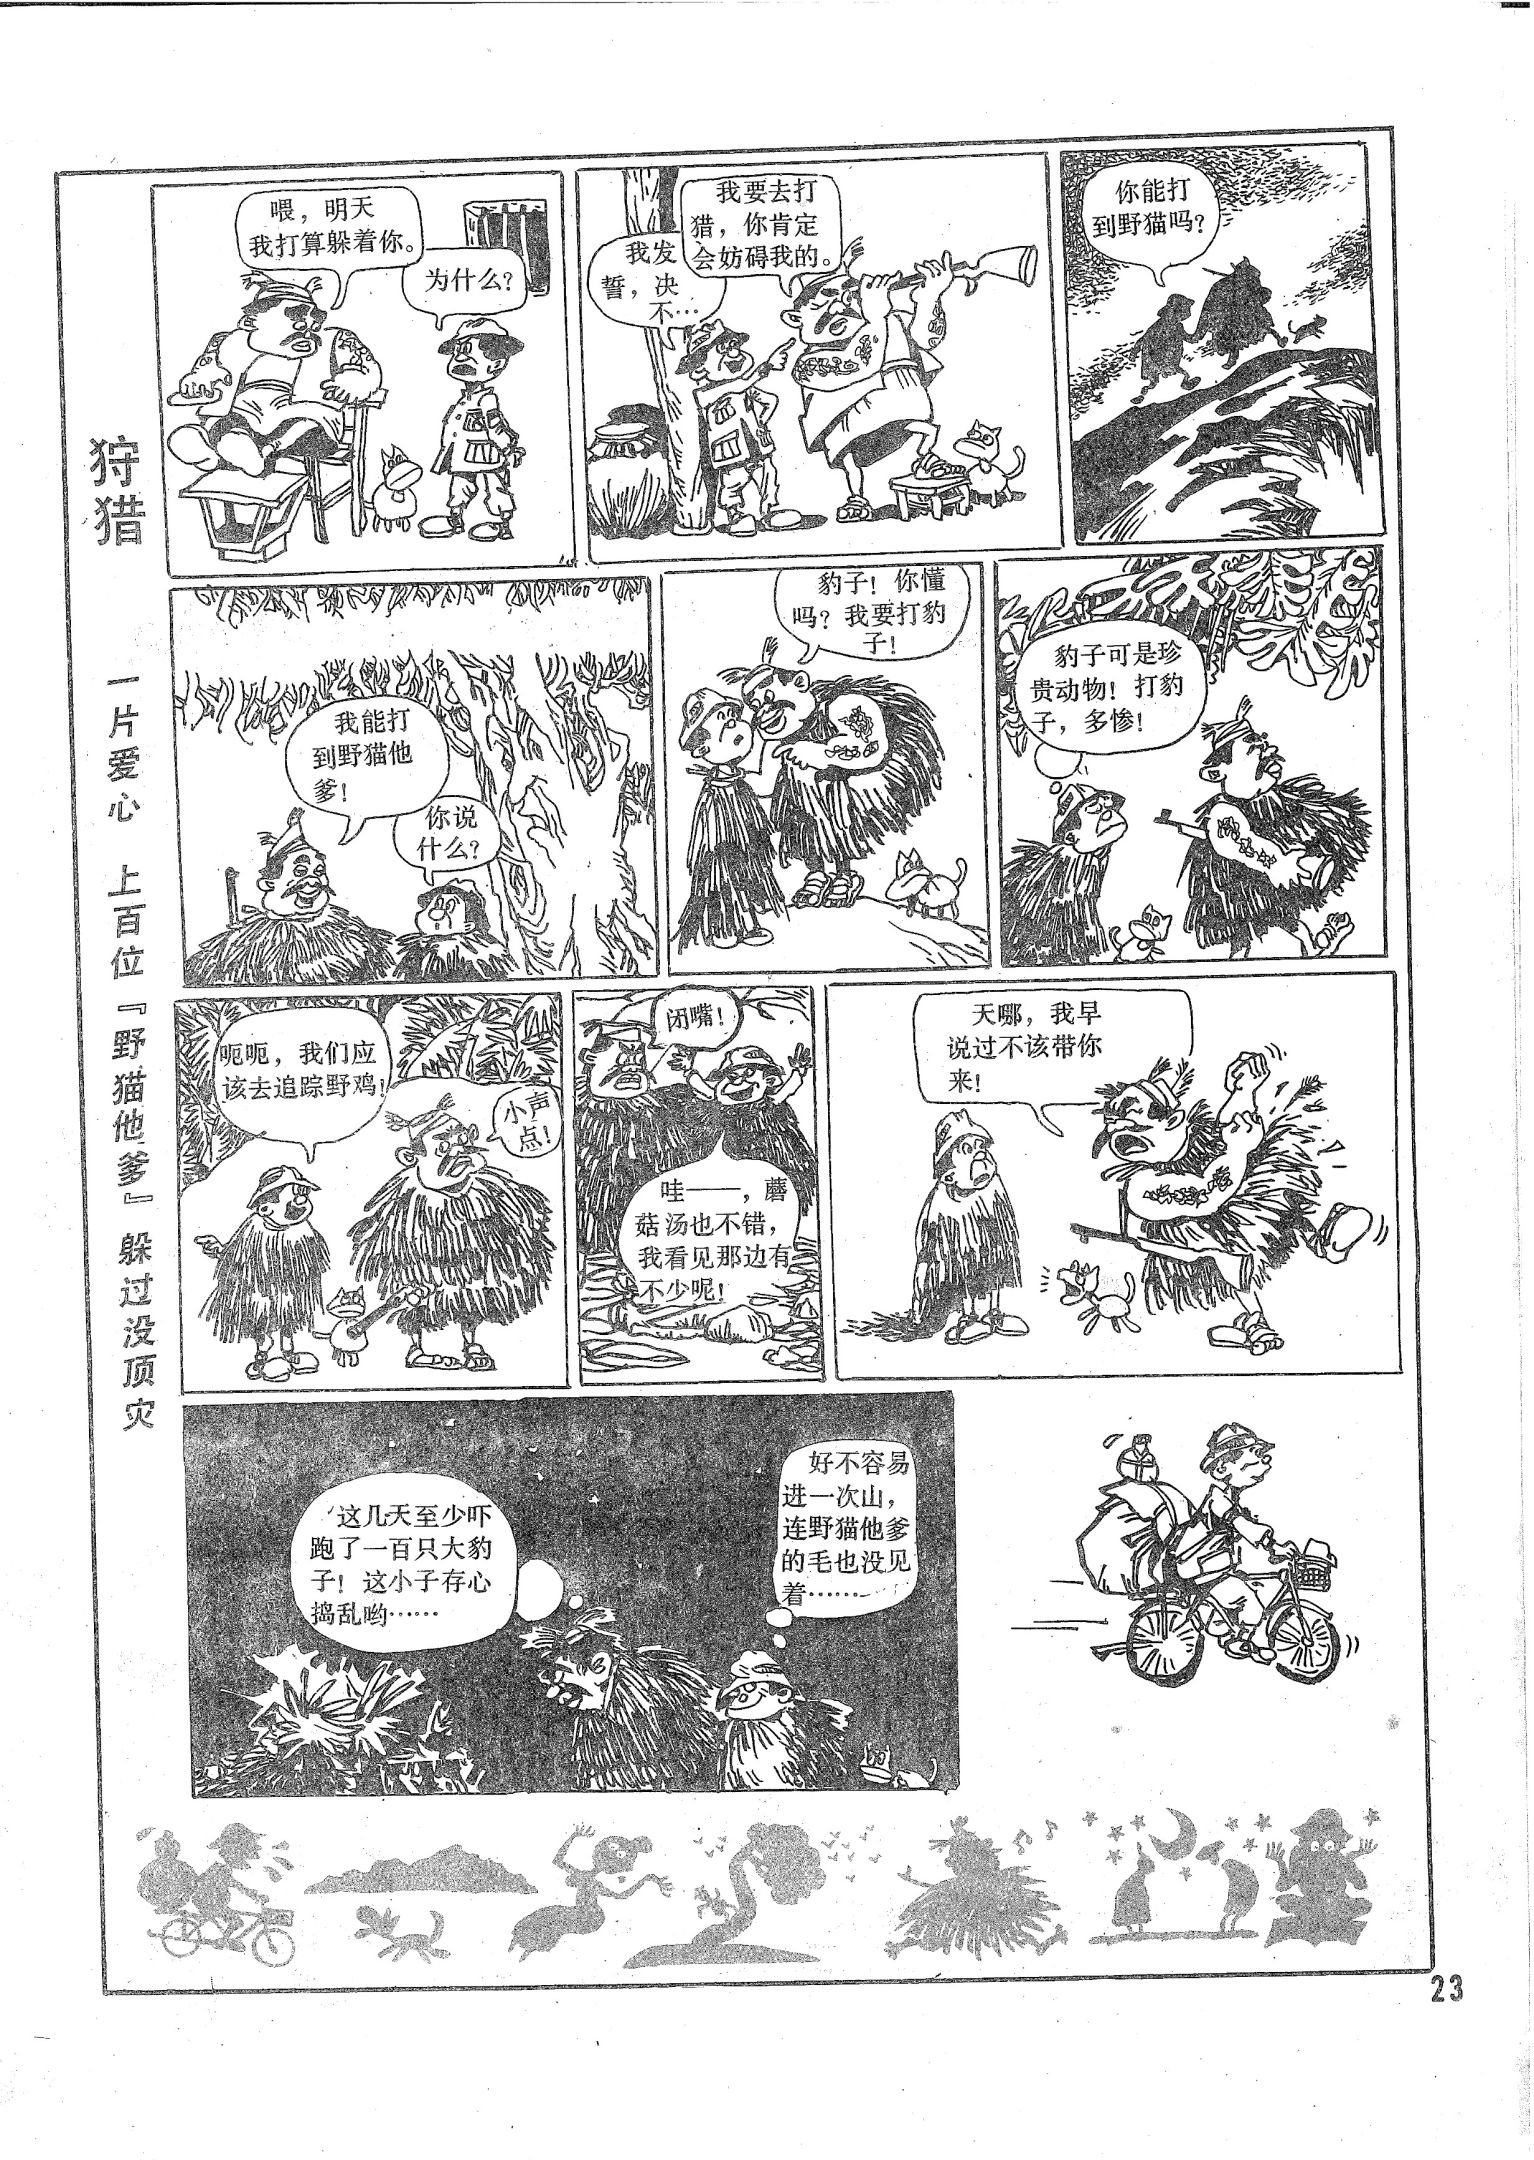 狩猎
一片爱心 上百位『野猫他爹』躲过没顶灾
喂，明天
我打算躲着你。
为什么？
我发
誓，决
不…
我要去打
猎，你肯定
会妨碍我的。
你能打
到野猫吗？
我能打
到野猫他
爹！
你说
什么？
豹子！你懂
吗？我要打豹
子！
豹子可是珍
贵动物！打豹
子，多惨！
呃呃，我们应
该去追踪野鸡！
小声
点！
闭嘴！
哇——，蘑
菇汤也不错，
我看见那边有
不少呢！
天哪，我早
说过不该带你
来！
这几天至少吓
跑了一百只大豹
子！这小子存心
捣乱哟……
好不容易
进一次山，
连野猫他爹
的毛也没见
着……
23